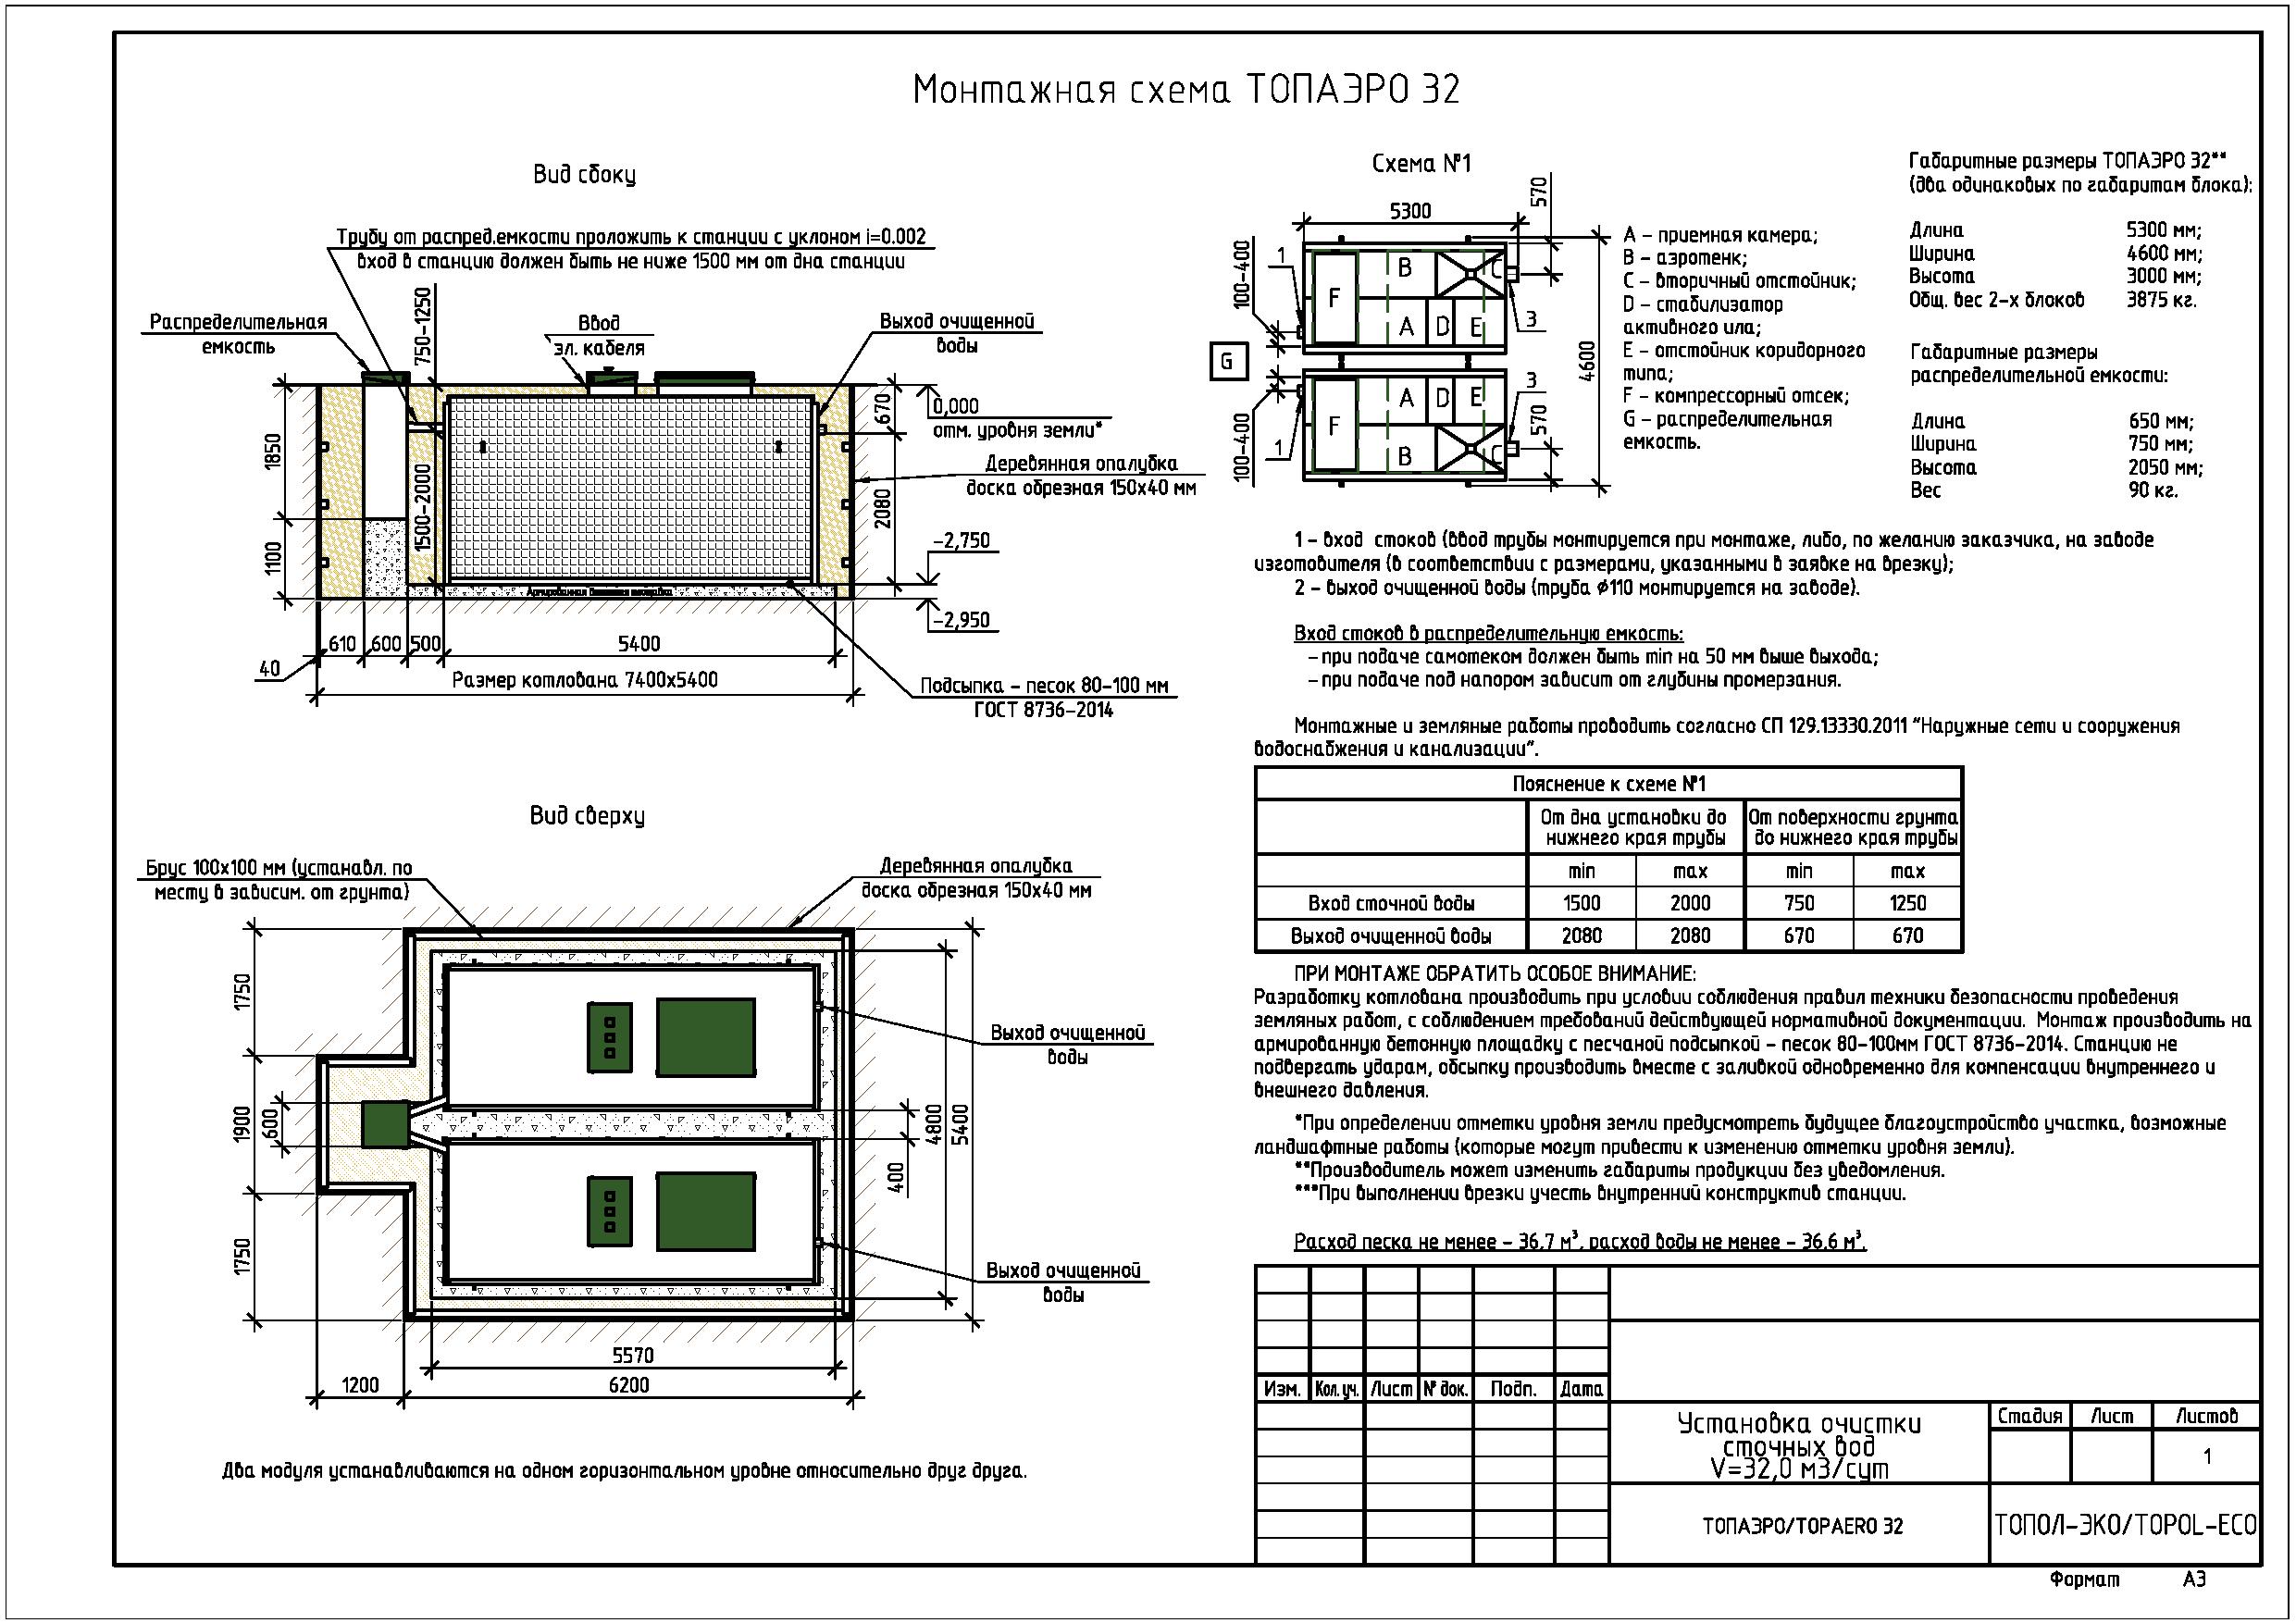 Монтажная схема ТОПАЭРО 32
Вид сбоку
Трубу от распред.емкости проложить к станции с уклоном i=0.002
вход в станцию должен быть не ниже 1500 мм от дна станции
Распределительная
емкость
750-1250
Ввод
эл. кабеля
Выход очищенной
воды
670
0,000
отм. уровня земли*
1850
1500-2000
Деревянная опалубка
доска обрезная 150х40 мм
2080
1100
-2,750
Армированная бетонная площадка
-2,950
610
600
500
5400
40
Размер котлована 7400х5400
Подсыпка - песок 80-100 мм
ГОСТ 8736-2014
Вид сверху
Брус 100х100 мм (устанавл. по
месту в зависим. от грунта)
Деревянная опалубка
доска обрезная 150х40 мм
1750
1900
600
1750
Выход очищенной
воды
4800
5400
400
Выход очищенной
воды
5570
1200
6200
Два модуля устанавливаются на одном горизонтальном уровне относительно друг друга.
Схема №1
5300
570
100-400
1
B
C
F
A
D
E
3
G
4600
A
D
E
3
F
B
C
570
100-400
1
A - приемная камера;
B - аэротенк;
C - вторичный отстойник;
D - стабилизатор
активного ила;
E - отстойник коридорного
типа;
F - компрессорный отсек;
G - распределительная
емкость.
Габаритные размеры ТОПАЭРО 32**
(два одинаковых по габаритам блока):
Длина 5300 мм;
Ширина 4600 мм;
Высота 3000 мм;
Общ. вес 2-х блоков 3875 кг.
Габаритные размеры
распределительной емкости:
Длина 650 мм;
Ширина 750 мм;
Высота 2050 мм;
Вес 90 кг.
1 - вход стоков (ввод трубы монтируется при монтаже, либо, по желанию заказчика, на заводе
изготовителя (в соответствии с размерами, указанными в заявке на врезку);
2 - выход очищенной воды (труба ϕ110 монтируется на заводе).
Вход стоков в распределительную емкость:
- при подаче самотеком должен быть min на 50 мм выше выхода;
- при подаче под напором зависит от глубины промерзания.
Монтажные и земляные работы проводить согласно СП 129.13330.2011 "Наружные сети и сооружения
водоснабжения и канализации".
Пояснение к схеме №1
От дна установки до нижнего края трубы
От поверхности грунта до нижнего края трубы
min max min max
Вход сточной воды 1500 2000 750 1250
Выход очищенной воды 2080 2080 670 670
ПРИ МОНТАЖЕ ОБРАТИТЬ ОСОБОЕ ВНИМАНИЕ:
Разработку котлована производить при условии соблюдения правил техники безопасности проведения
земляных работ, с соблюдением требований действующей нормативной документации. Монтаж производить на
армированную бетонную площадку с песчаной подсыпкой - песок 80-100мм ГОСТ 8736-2014. Станцию не
подвергать ударам, обсыпку производить вместе с заливкой одновременно для компенсации внутреннего и
внешнего давления.
*При определении отметки уровня земли предусмотреть будущее благоустройство участка, возможные
ландшафтные работы (которые могут привести к изменению отметки уровня земли).
**Производитель может изменить габариты продукции без уведомления.
***При выполнении врезки учесть внутренний конструктив станции.
Расход песка не менее - 36,7 м³, расход воды не менее - 36,6 м³.
Изм. Кол.уч. Лист № док. Подп. Дата
Установка очистки
сточных вод
V=32,0 м3/сут
Стадия Лист Листов
1
ТОПАЭРО/TOPAERO 32
ТОПОЛ-ЭКО/TOPOL-ECO
Формат А3